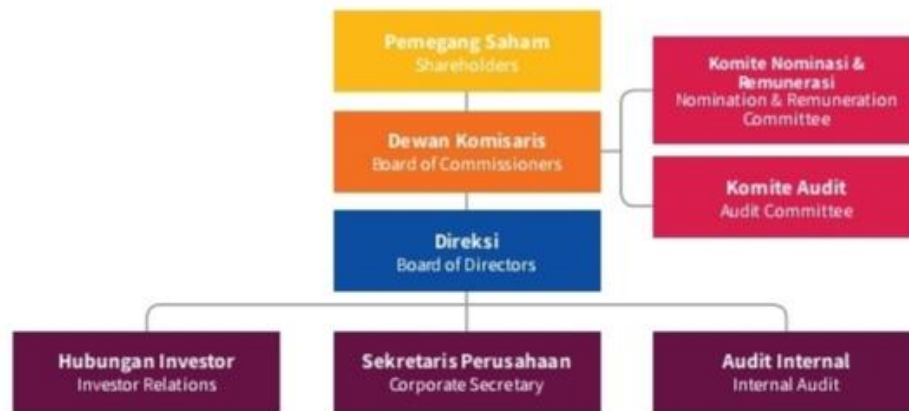 Pemegang Saham
Shareholders
Komite Nominasi &
Remunerasi
Nomination & Remuneration
Committee
Dewan Komisaris
Board of Commissioners
Komite Audit
Audit Committee
Direksi
Board of Directors
Hubungan Investor
Investor Relations
Sekretaris Perusahaan
Corporate Secretary
Audit Internal
Internal Audit